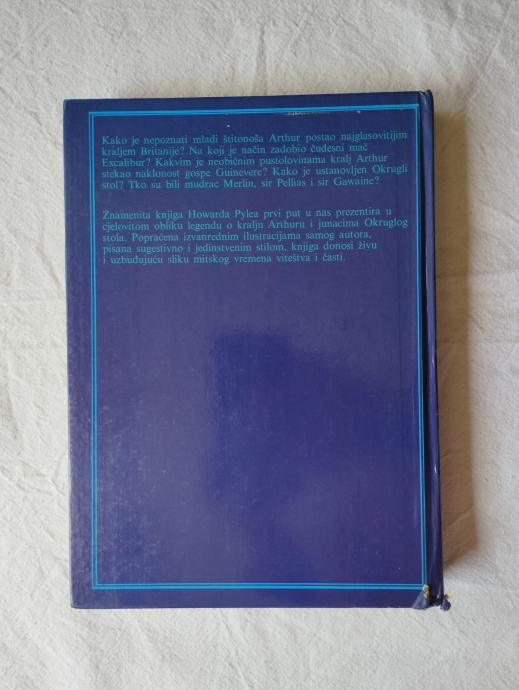 Kako je nepoznati mladi štitonoša Arthur postao najglasovitijim
kraljem Britanije? Na koji je način zadobio čudesni mač
Excalibur? Kakvim je neobičnim pustolovinama kralj Arthur
stekao naklonost gospe Guinevere? Kako je ustanovljen Okrugli
stol? Tko su bili mudrac Merlin, sir Pellias i sir Gawaine?
Znamenita knjiga Howarda Pylea prvi put u nas prezentira u
cjelovitom obliku legendu o kralju Arthuru i junacima Okruglog
stola. Popraćena izvanrednim ilustracijama samog autora,
pisana sugestivno i jedinstvenim stilom, knjiga donosi živu
i uzbuđujuću sliku mitskog vremena viteštva i časti.